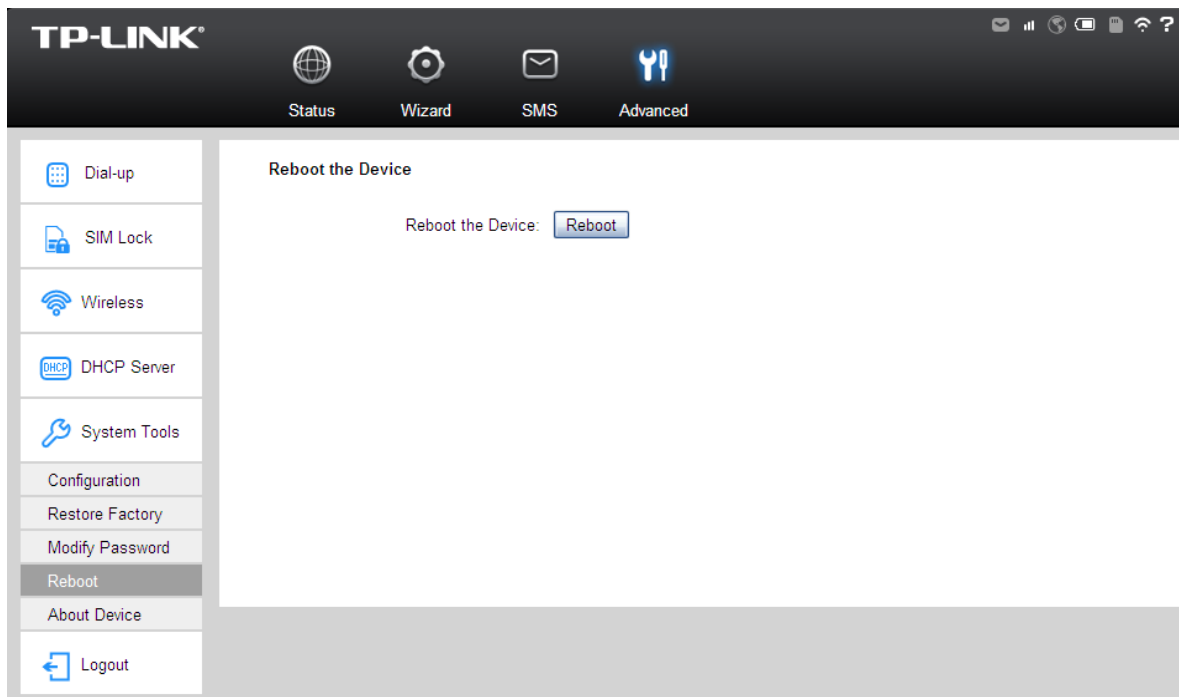 TP-LINK®
?
Status Wizard SMS Advanced
Dial-up
SIM Lock
Wireless
DHCP DHCP Server
System Tools
Configuration
Restore Factory
Modify Password
Reboot
About Device
Logout
Reboot the Device
Reboot the Device: Reboot